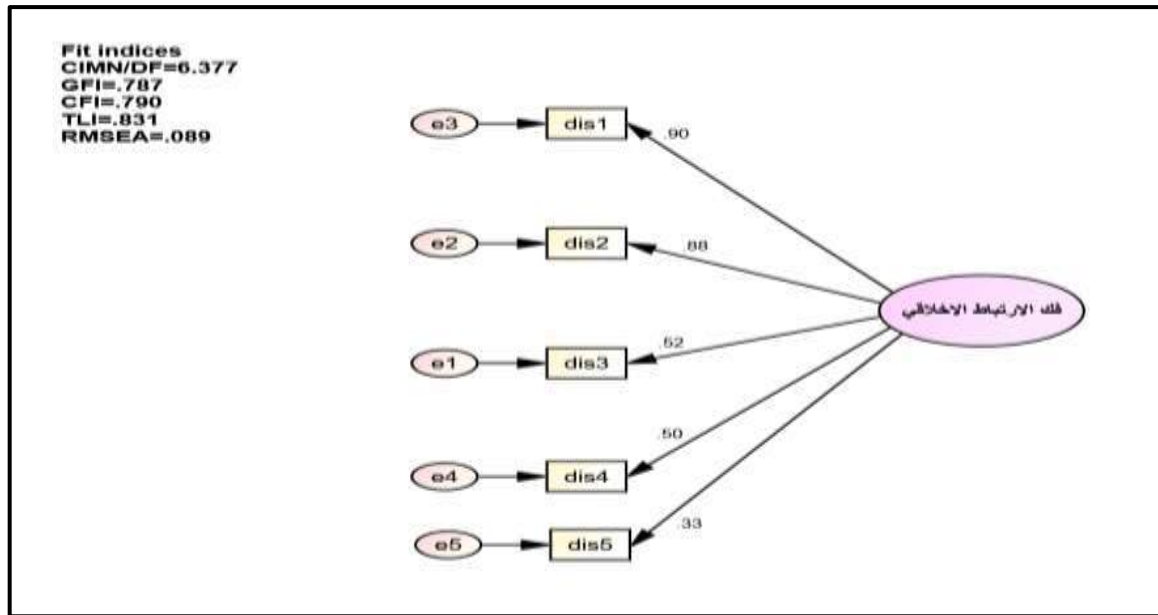 Fit indices
CIMN/DF=6.377
GFI=.787
CFI=.790
TLI=.831
RMSEA=.089
e3
dis1
.90
e2
dis2
.88
فك الارتباط الاخلاقي
e1
dis3
.52
e4
dis4
.50
e5
dis5
.33